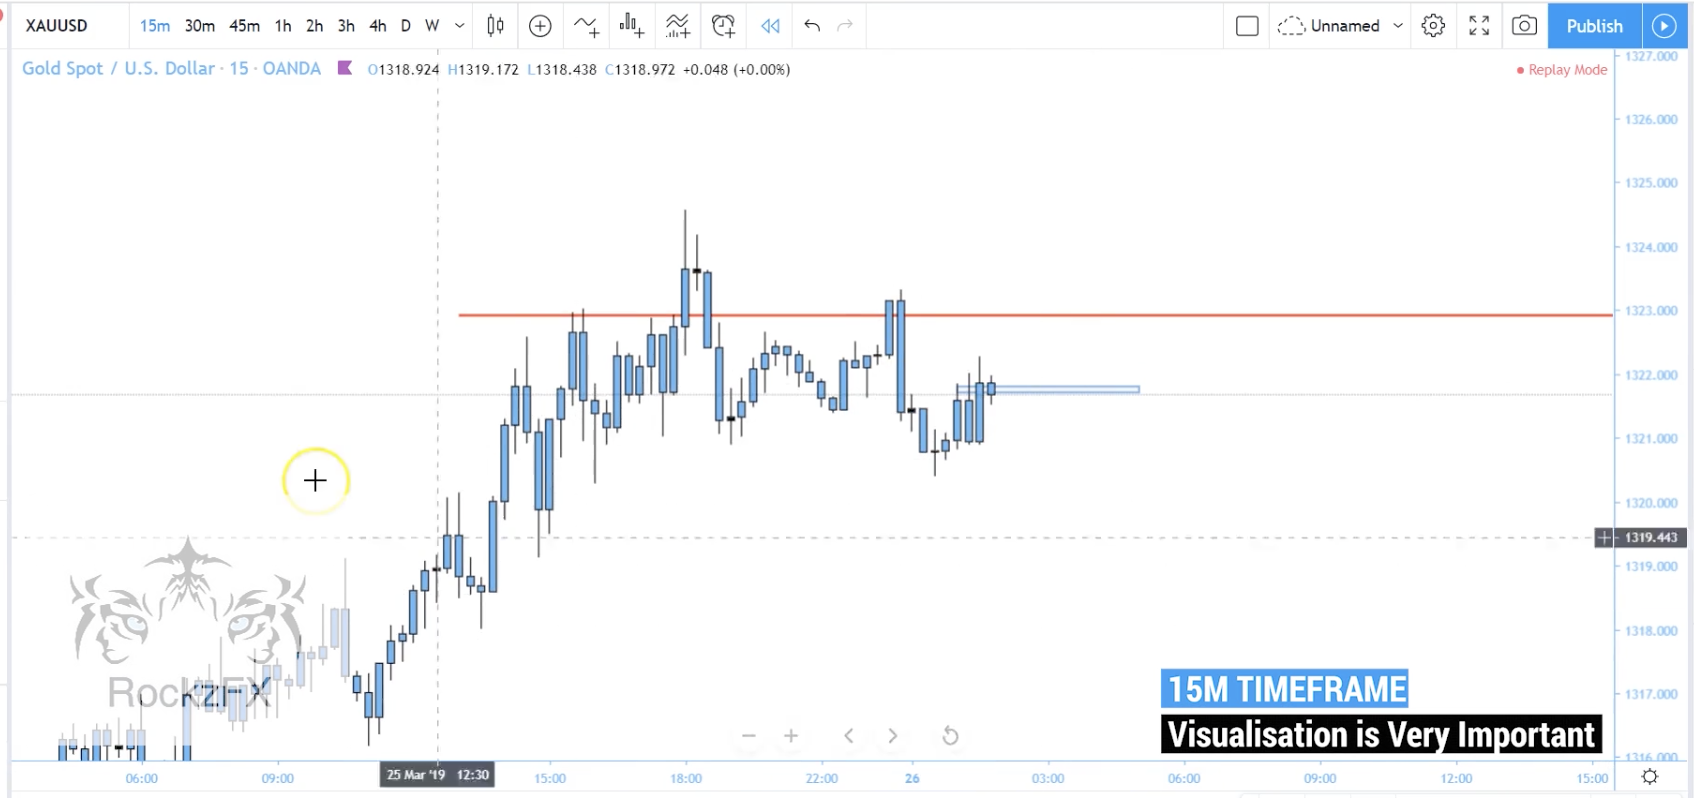 XAUUSD 15m 30m 45m 1h 2h 3h 4h D W Unnamed Publish
Gold Spot / U.S. Dollar · 15 · OANDA O1318.924 H1319.172 L1318.438 C1318.972 +0.048 (+0.00%) Replay Mode
1327.000
1326.000
1325.000
1324.000
1323.000
1322.000
1321.000
1320.000
1319.443
1319.000
1318.000
1317.000
1316.000
RockzFX
15M TIMEFRAME
Visualisation is Very Important
06:00 09:00 25 Mar '19 12:30 15:00 18:00 22:00 26 03:00 06:00 09:00 12:00 15:00